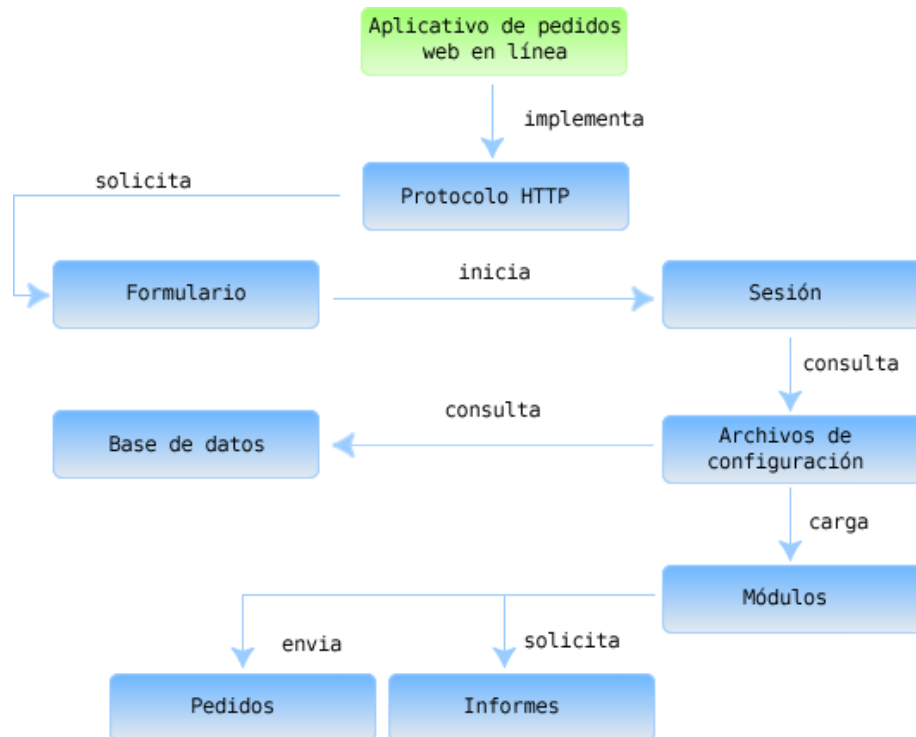 Aplicativo de pedidos
web en línea
implementa
solicita
Protocolo HTTP
inicia
Formulario
Sesión
consulta
consulta
Base de datos
Archivos de
configuración
carga
Módulos
envia
solicita
Pedidos
Informes